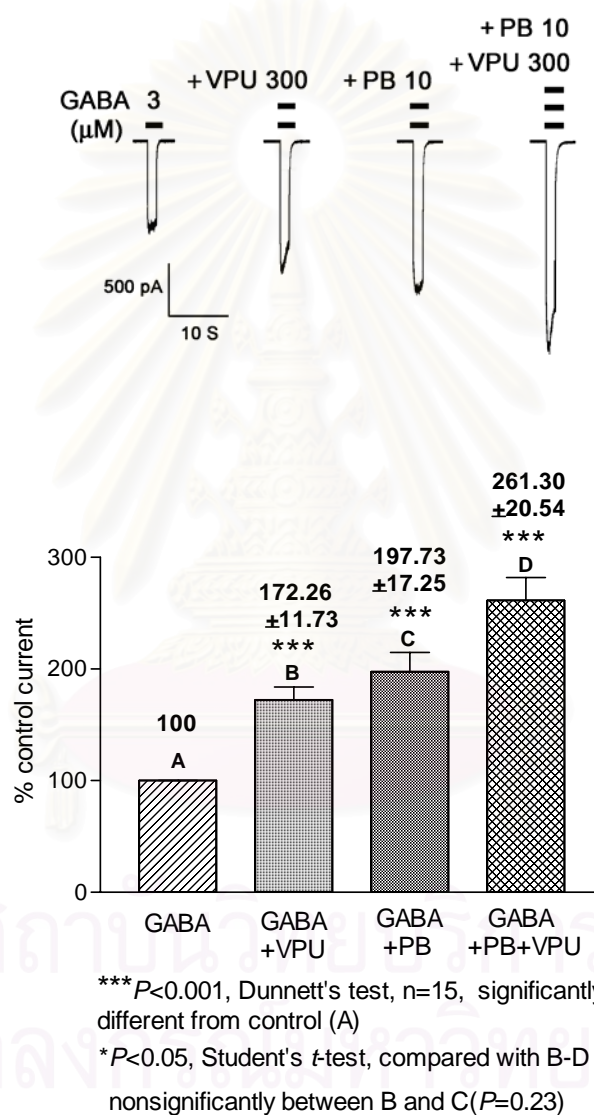 + PB 10
+ VPU 300 + PB 10 + VPU 300
GABA 3
(μM)
500 pA
10 S
261.30
±20.54
***
D
197.73
±17.25
***
C
172.26
±11.73
***
B
100
A
% control current
300
200
100
0
GABA
GABA
+VPU
GABA
+PB
GABA
+PB+VPU
***P<0.001, Dunnett's test, n=15, significantly
different from control (A)
*P<0.05, Student's t-test, compared with B-D
nonsignificantly between B and C(P=0.23)